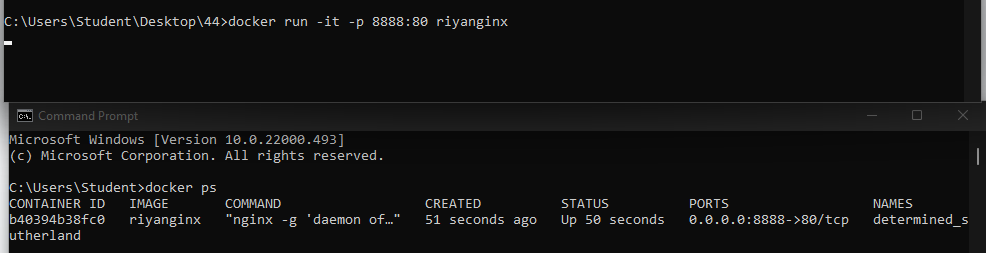 C:\Users\Student\Desktop\44>docker run -it -p 8888:80 riyanginx
Command Prompt
Microsoft Windows [Version 10.0.22000.493]
(c) Microsoft Corporation. All rights reserved.
C:\Users\Student>docker ps
CONTAINER ID   IMAGE       COMMAND                  CREATED          STATUS          PORTS                  NAMES
b40394b38fc0   riyanginx   "nginx -g 'daemon of…"   51 seconds ago   Up 50 seconds   0.0.0.0:8888->80/tcp   determined_s
utherland